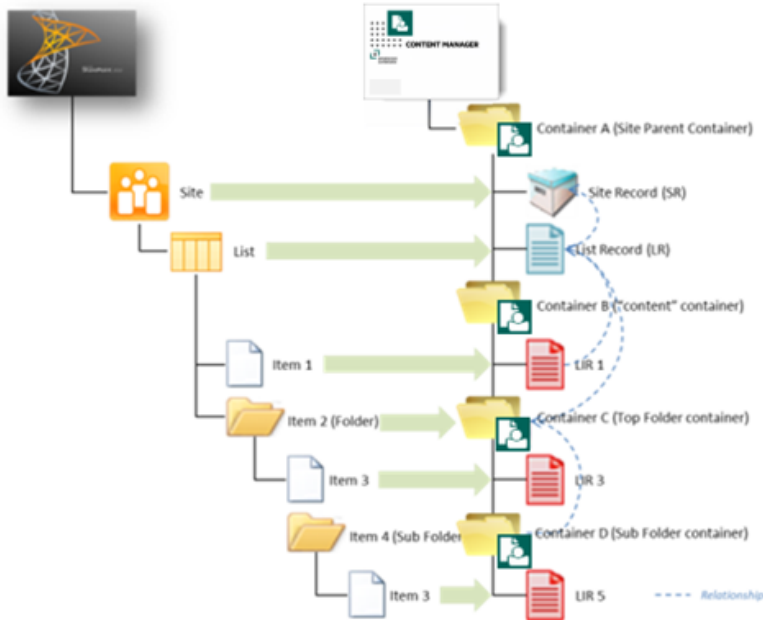 CONTENT MANAGER
Container A (Site Parent Container)
Site
Site Record (SR)
List
List Record (LR)
Container B ("content" container)
Item 1
LIR 1
Item 2 (Folder)
Container C (Top Folder container)
Item 3
LIR 3
Item 4 (Sub Folder
Container D (Sub Folder container)
Item 3
LIR 5
Relationship